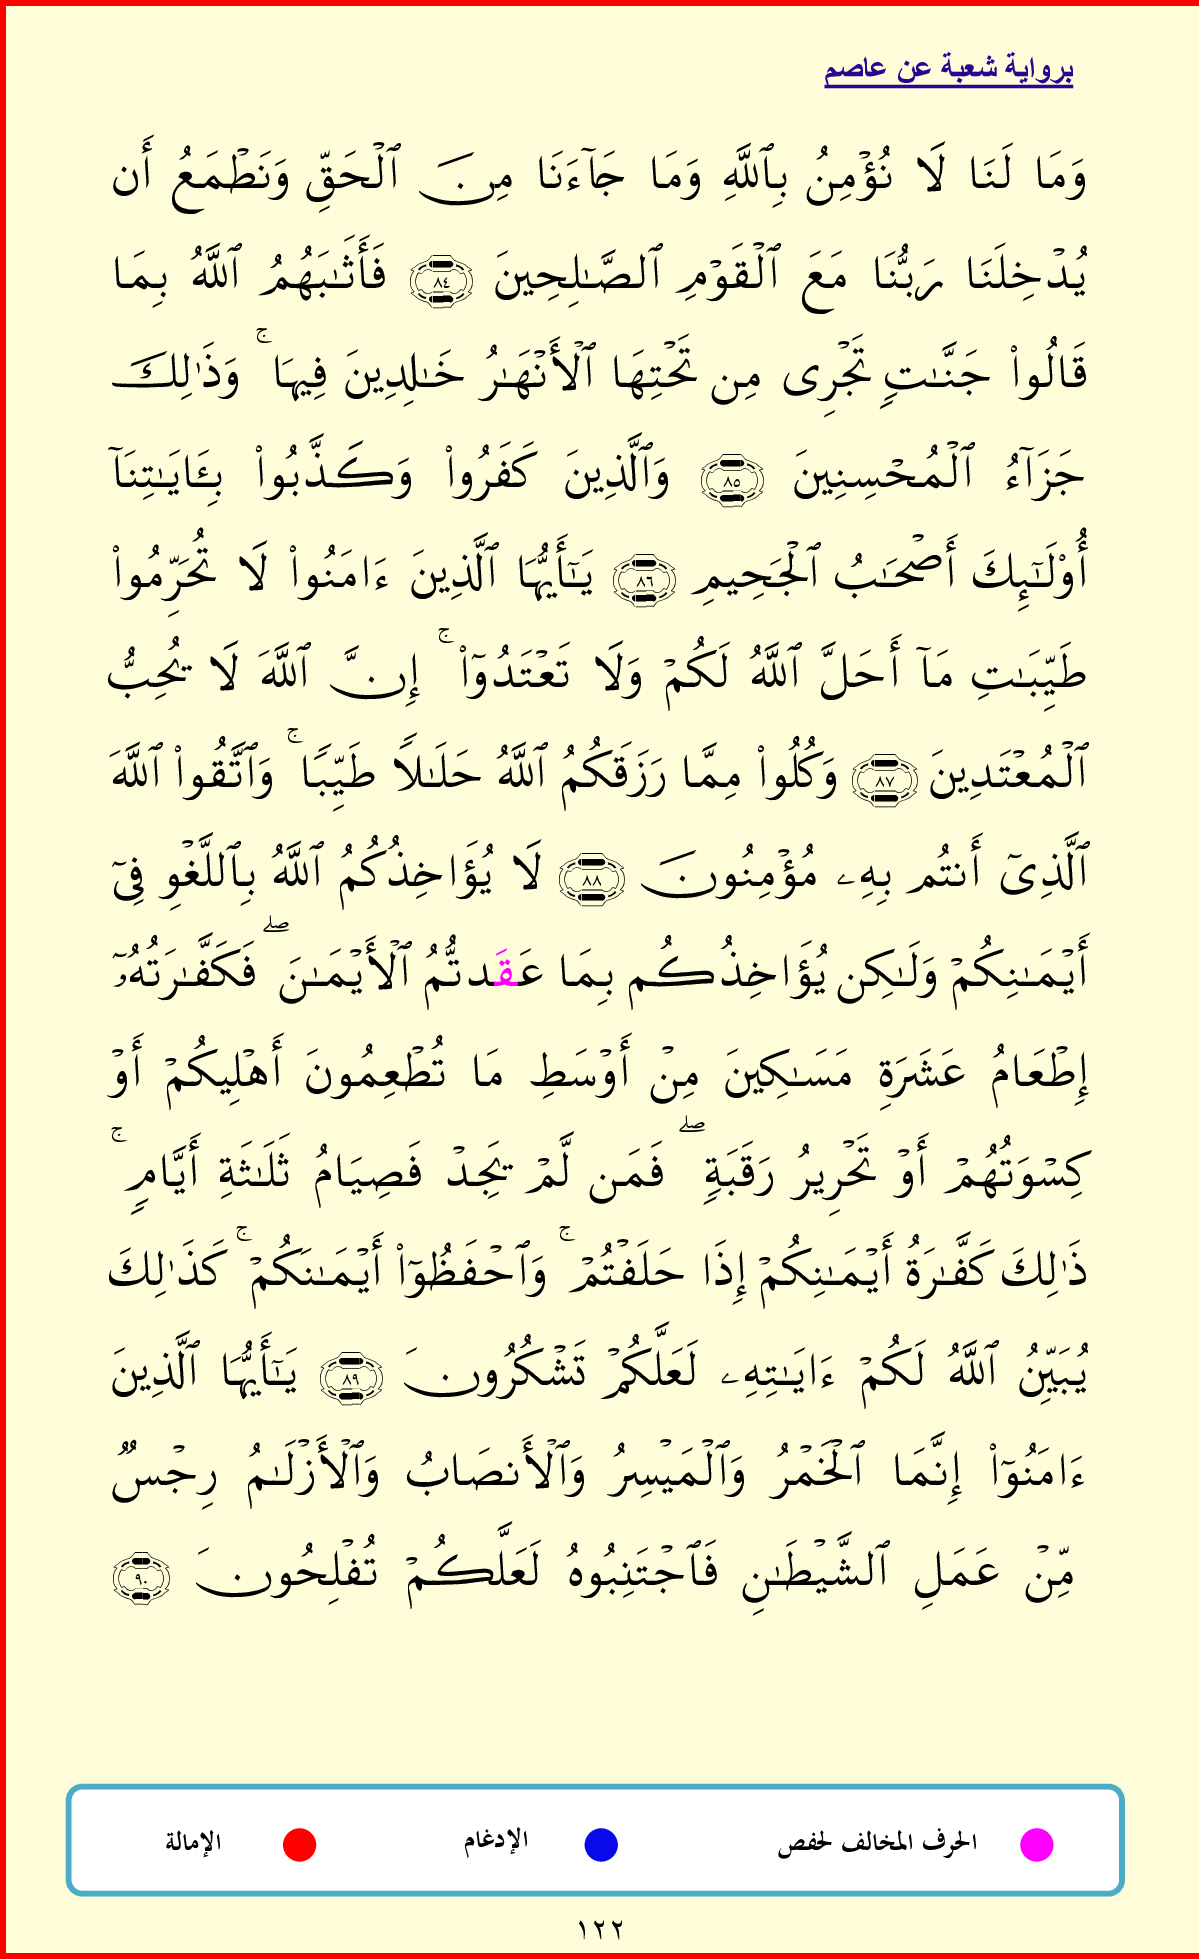 برواية شعبة عن عاصم
وَمَا لَنَا لَا نُؤۡمِنُ بِٱللَّهِ وَمَا جَآءَنَا مِنَ ٱلۡحَقِّ وَنَطۡمَعُ أَن
يُدۡخِلَنَا رَبُّنَا مَعَ ٱلۡقَوۡمِ ٱلصَّـٰلِحِينَ ٨٤ فَأَثَـٰبَهُمُ ٱللَّهُ بِمَا
قَالُوا۟ جَنَّـٰتٍ تَجۡرِى مِن تَحۡتِهَا ٱلۡأَنۡهَـٰرُ خَـٰلِدِينَ فِيهَا ۚ وَذَٰلِكَ
جَزَآءُ ٱلۡمُحۡسِنِينَ ٨٥ وَٱلَّذِينَ كَفَرُوا۟ وَكَذَّبُوا۟ بِـَٔايَـٰتِنَآ
أُو۟لَـٰٓئِكَ أَصۡحَـٰبُ ٱلۡجَحِيمِ ٨٦ يَـٰٓأَيُّهَا ٱلَّذِينَ ءَامَنُوا۟ لَا تُحَرِّمُوا۟
طَيِّبَـٰتِ مَآ أَحَلَّ ٱللَّهُ لَكُمۡ وَلَا تَعۡتَدُوٓا۟ ۚ إِنَّ ٱللَّهَ لَا يُحِبُّ
ٱلۡمُعۡتَدِينَ ٨٧ وَكُلُوا۟ مِمَّا رَزَقَكُمُ ٱللَّهُ حَلَـٰلًا طَيِّبًا ۚ وَٱتَّقُوا۟ ٱللَّهَ
ٱلَّذِىٓ أَنتُم بِهِۦ مُؤۡمِنُونَ ٨٨ لَا يُؤَاخِذُكُمُ ٱللَّهُ بِٱللَّغۡوِ فِىٓ
أَيۡمَـٰنِكُمۡ وَلَـٰكِن يُؤَاخِذُكُم بِمَا عَقَدتُّمُ ٱلۡأَيۡمَـٰنَ ۖ فَكَفَّـٰرَتُهُۥٓ
إِطۡعَامُ عَشَرَةِ مَسَـٰكِينَ مِنۡ أَوۡسَطِ مَا تُطۡعِمُونَ أَهۡلِيكُمۡ أَوۡ
كِسۡوَتُهُمۡ أَوۡ تَحۡرِيرُ رَقَبَةٍ ۖ فَمَن لَّمۡ يَجِدۡ فَصِيَامُ ثَلَـٰثَةِ أَيَّامٍ ۚ
ذَٰلِكَ كَفَّـٰرَةُ أَيۡمَـٰنِكُمۡ إِذَا حَلَفۡتُمۡ ۚ وَٱحۡفَظُوٓا۟ أَيۡمَـٰنَكُمۡ ۚ كَذَٰلِكَ
يُبَيِّنُ ٱللَّهُ لَكُمۡ ءَايَـٰتِهِۦ لَعَلَّكُمۡ تَشۡكُرُونَ ٨٩ يَـٰٓأَيُّهَا ٱلَّذِينَ
ءَامَنُوٓا۟ إِنَّمَا ٱلۡخَمۡرُ وَٱلۡمَيۡسِرُ وَٱلۡأَنصَابُ وَٱلۡأَزۡلَـٰمُ رِجۡسٌ
مِّنۡ عَمَلِ ٱلشَّيۡطَـٰنِ فَٱجۡتَنِبُوهُ لَعَلَّكُمۡ تُفۡلِحُونَ ٩٠
الحرف المخالف لحفص الإدغام الإمالة
١٢٢